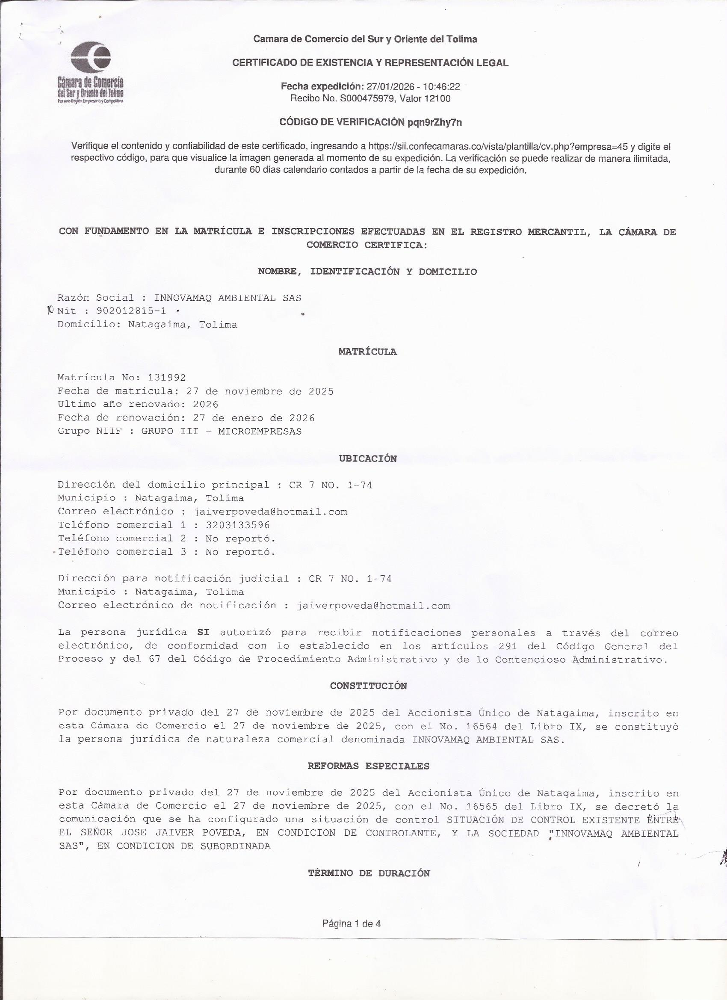 Camara de Comercio del Sur y Oriente del Tolima
CERTIFICADO DE EXISTENCIA Y REPRESENTACIÓN LEGAL
Fecha expedición: 27/01/2026 - 10:46:22
Recibo No. S000475979, Valor 12100
Cámara de Comercio
del Sur y Oriente del Tolima
Por una Región Empresaria y Competitiva
CÓDIGO DE VERIFICACIÓN pqn9rZhy7n
Verifique el contenido y confiabilidad de este certificado, ingresando a https://sii.confecamaras.co/vista/plantilla/cv.php?empresa=45 y digite el
respectivo código, para que visualice la imagen generada al momento de su expedición. La verificación se puede realizar de manera ilimitada,
durante 60 días calendario contados a partir de la fecha de su expedición.
CON FUNDAMENTO EN LA MATRÍCULA E INSCRIPCIONES EFECTUADAS EN EL REGISTRO MERCANTIL, LA CÁMARA DE
COMERCIO CERTIFICA:
NOMBRE, IDENTIFICACIÓN Y DOMICILIO
Razón Social : INNOVAMAQ AMBIENTAL SAS
Nit : 902012815-1
Domicilio: Natagaima, Tolima
MATRÍCULA
Matrícula No: 131992
Fecha de matrícula: 27 de noviembre de 2025
Ultimo año renovado: 2026
Fecha de renovación: 27 de enero de 2026
Grupo NIIF : GRUPO III - MICROEMPRESAS
UBICACIÓN
Dirección del domicilio principal : CR 7 NO. 1-74
Municipio : Natagaima, Tolima
Correo electrónico : jaiverpoveda@hotmail.com
Teléfono comercial 1 : 3203133596
Teléfono comercial 2 : No reportó.
Teléfono comercial 3 : No reportó.
Dirección para notificación judicial : CR 7 NO. 1-74
Municipio : Natagaima, Tolima
Correo electrónico de notificación : jaiverpoveda@hotmail.com
La persona jurídica SI autorizó para recibir notificaciones personales a través del correo
electrónico, de conformidad con lo establecido en los artículos 291 del Código General del
Proceso y del 67 del Código de Procedimiento Administrativo y de lo Contencioso Administrativo.
CONSTITUCIÓN
Por documento privado del 27 de noviembre de 2025 del Accionista Único de Natagaima, inscrito en
esta Cámara de Comercio el 27 de noviembre de 2025, con el No. 16564 del Libro IX, se constituyó
la persona jurídica de naturaleza comercial denominada INNOVAMAQ AMBIENTAL SAS.
REFORMAS ESPECIALES
Por documento privado del 27 de noviembre de 2025 del Accionista Único de Natagaima, inscrito en
esta Cámara de Comercio el 27 de noviembre de 2025, con el No. 16565 del Libro IX, se decretó la
comunicación que se ha configurado una situación de control SITUACIÓN DE CONTROL EXISTENTE ENTRE
EL SEÑOR JOSE JAIVER POVEDA, EN CONDICION DE CONTROLANTE, Y LA SOCIEDAD "INNOVAMAQ AMBIENTAL
SAS", EN CONDICION DE SUBORDINADA
TÉRMINO DE DURACIÓN
Página 1 de 4